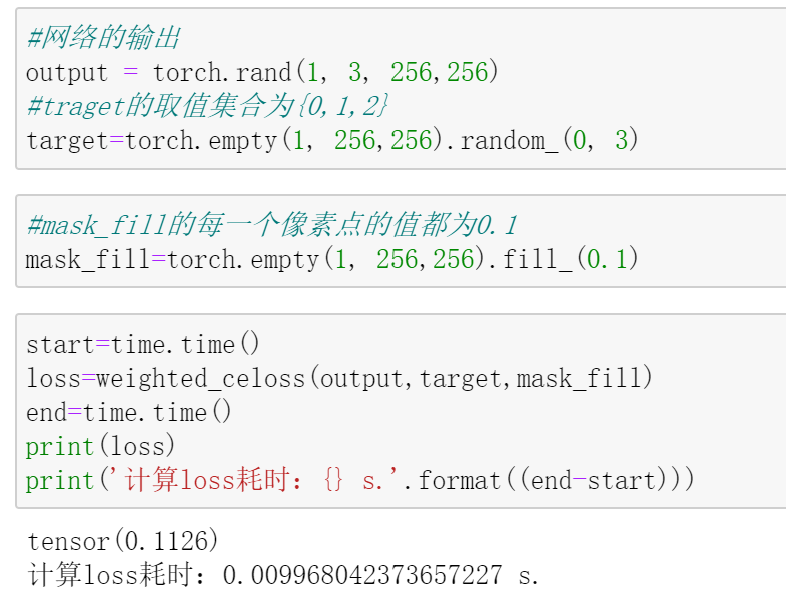 #网络的输出
output = torch.rand(1, 3, 256,256)
#traget的取值集合为{0,1,2}
target=torch.empty(1, 256,256).random_(0, 3)
#mask_fill的每一个像素点的值都为0.1
mask_fill=torch.empty(1, 256,256).fill_(0.1)
start=time.time()
loss=weighted_celoss(output,target,mask_fill)
end=time.time()
print(loss)
print('计算loss耗时：{} s.'.format((end-start)))
tensor(0.1126)
计算loss耗时：0.009968042373657227 s.